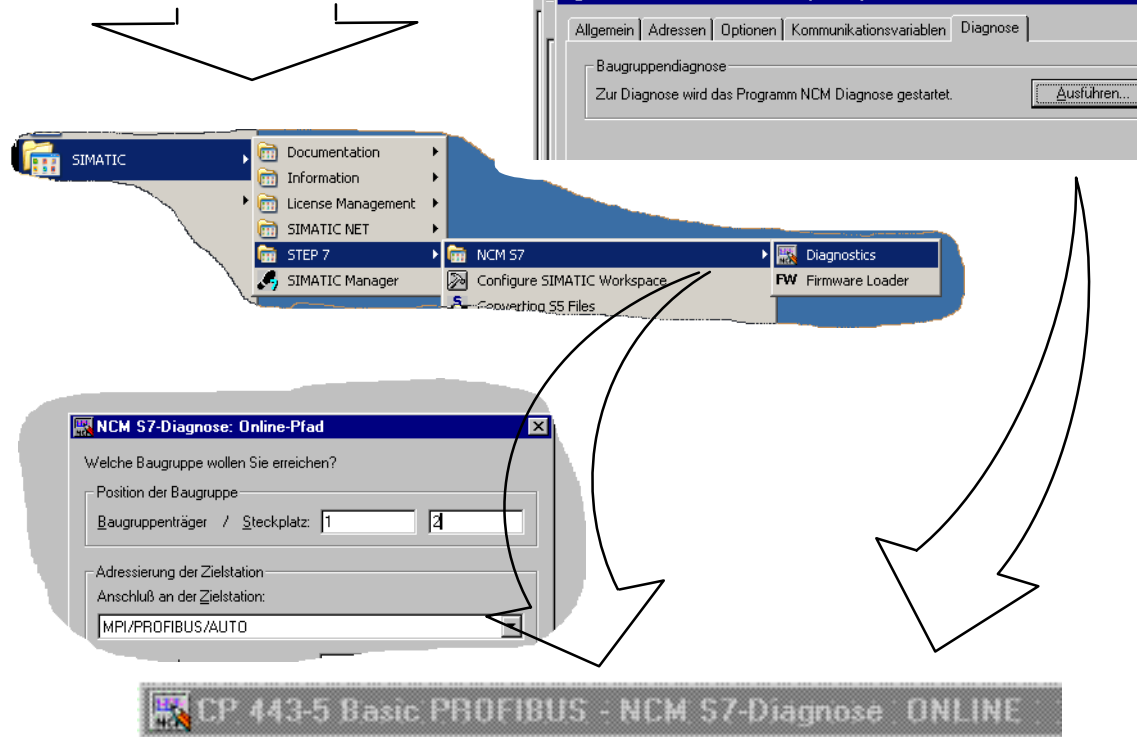 Allgemein Adressen Optionen Kommunikationsvariablen Diagnose
Baugruppendiagnose
Zur Diagnose wird das Programm NCM Diagnose gestartet.
Ausführen...
SIMATIC
Documentation
Information
License Management
SIMATIC NET
STEP 7
SIMATIC Manager
NCM S7
Configure SIMATIC Workspace
Converting S5 Files
Diagnostics
FW Firmware Loader
NCM S7-Diagnose: Online-Pfad
Welche Baugruppe wollen Sie erreichen?
Position der Baugruppe
Baugruppenträger / Steckplatz: 1 2
Adressierung der Zielstation
Anschluß an der Zielstation:
MPI/PROFIBUS/AUTO
CP 443-5 Basic PROFIBUS NCM S7-Diagnose ONLINE